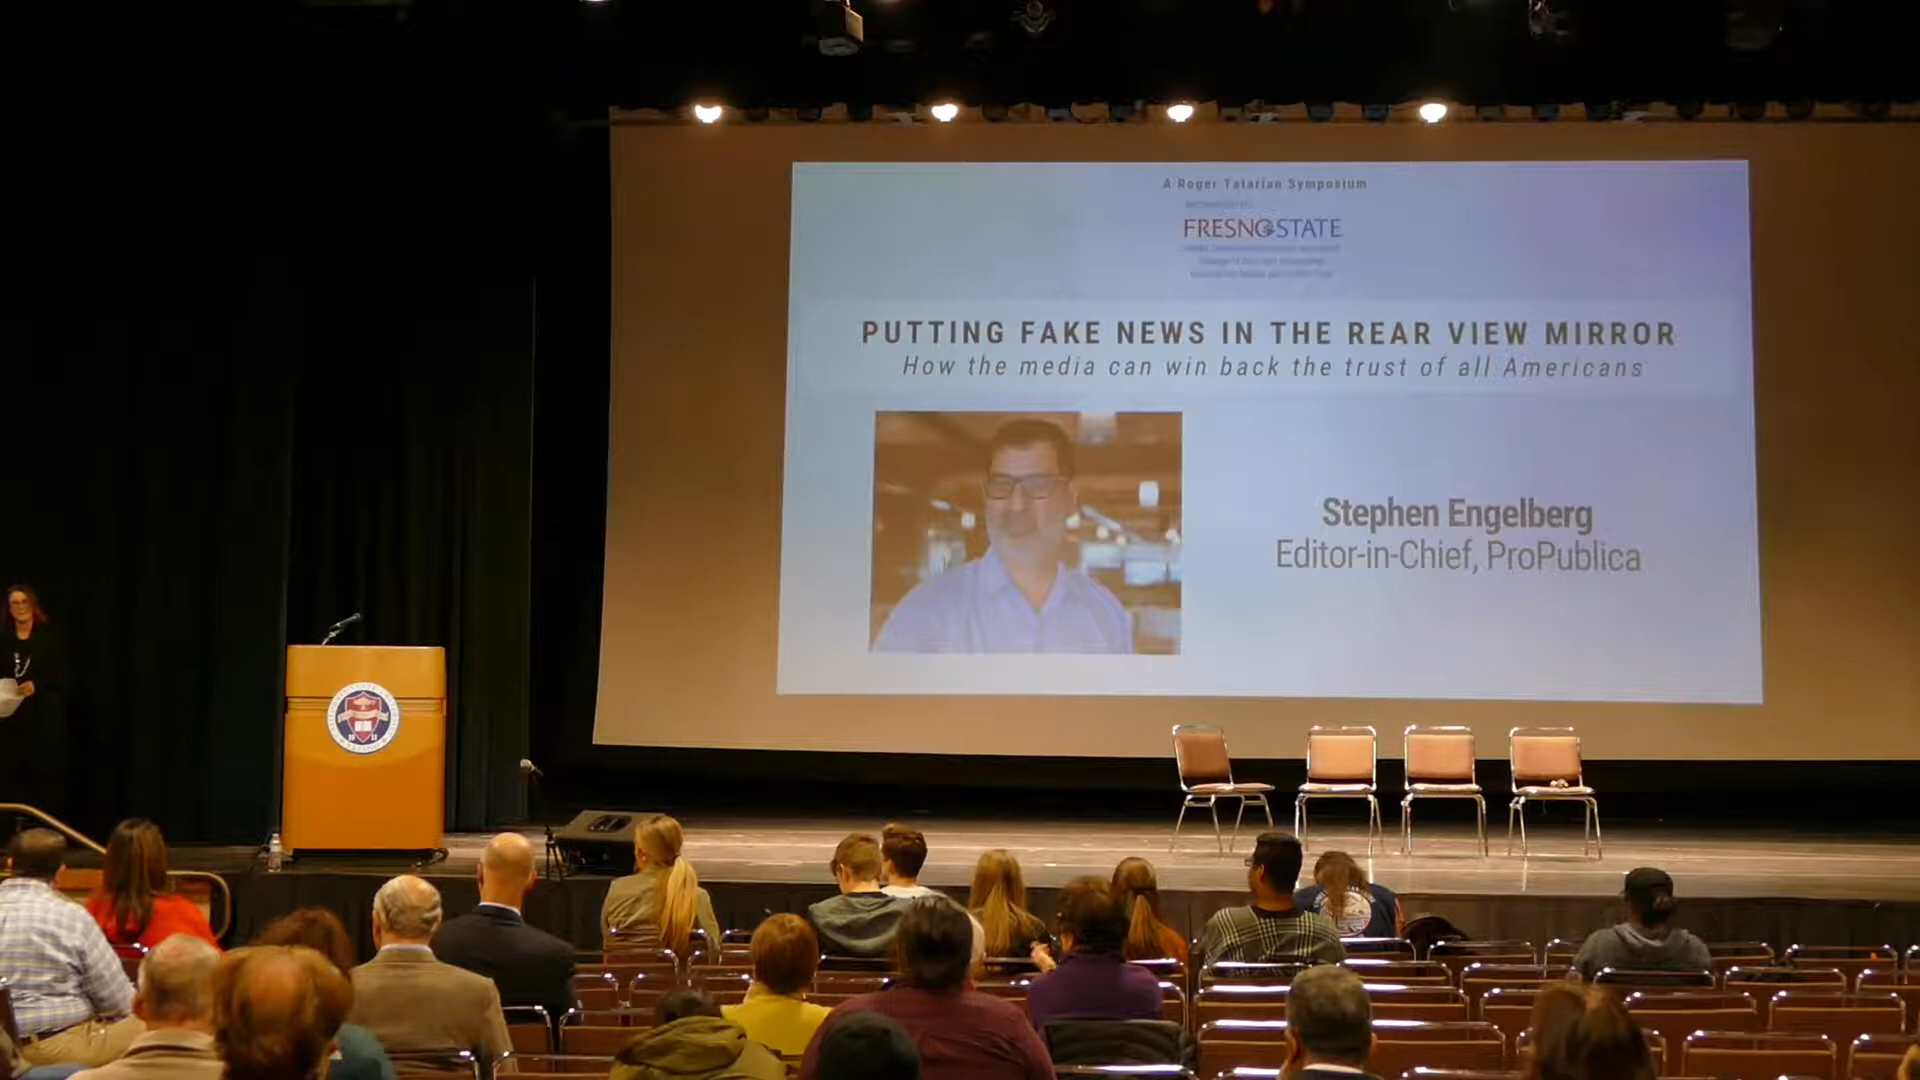 A Roger Tatarian Symposium
FRESNO STATE
PUTTING FAKE NEWS IN THE REAR VIEW MIRROR
How the media can win back the trust of all Americans
Stephen Engelberg
Editor-in-Chief, ProPublica